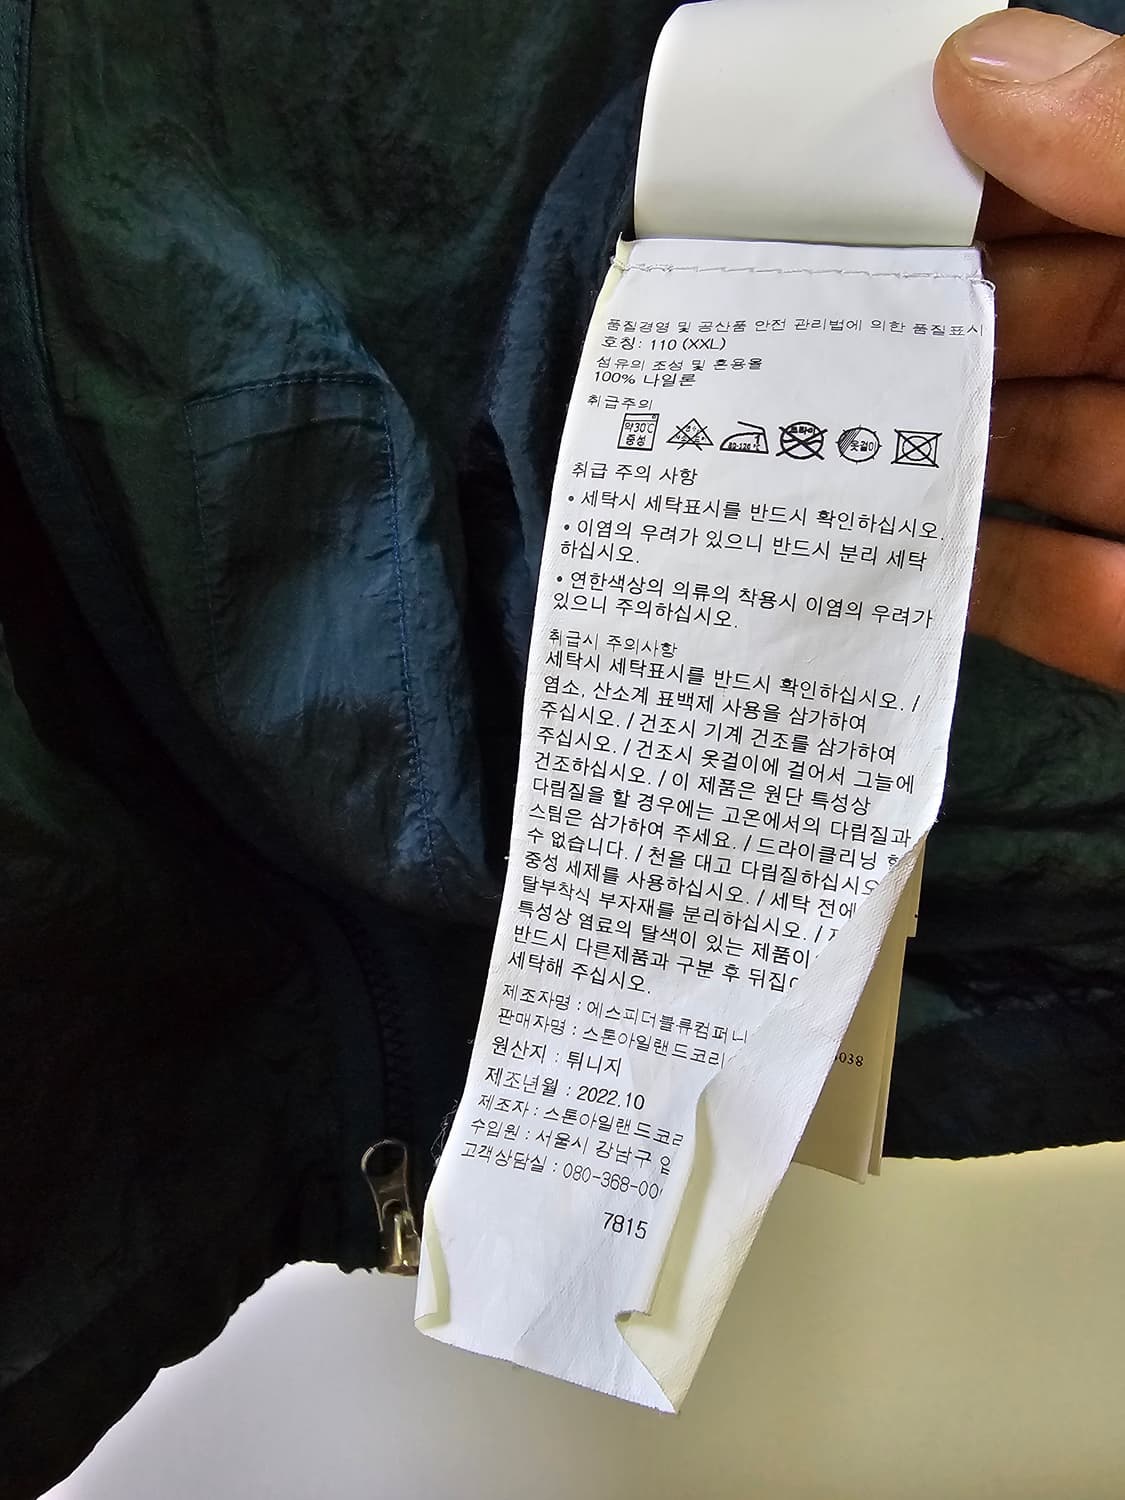 품질경영 및 공산품 안전 관리법에 의한 품질표시
호칭: 110 (XXL)
섬유의 조성 및 혼용율
100% 나일론
취급주의
약30℃
중성
드라이
옷걸이
취급 주의 사항
• 세탁시 세탁표시를 반드시 확인하십시오.
• 이염의 우려가 있으니 반드시 분리 세탁
하십시오.
• 연한색상의 의류의 착용시 이염의 우려가
있으니 주의하십시오.
취급시 주의사항
세탁시 세탁표시를 반드시 확인하십시오. /
염소, 산소계 표백제 사용을 삼가하여
주십시오. / 건조시 기계 건조를 삼가하여
주십시오. / 건조시 옷걸이에 걸어서 그늘에
건조하십시오. / 이 제품은 원단 특성상
다림질을 할 경우에는 고온에서의 다림질과
스팀은 삼가하여 주세요. / 드라이클리닝
수 없습니다. / 천을 대고 다림질하십시오
중성 세제를 사용하십시오. / 세탁 전에
탈부착식 부자재를 분리하십시오. /
특성상 염료의 탈색이 있는 제품이
반드시 다른제품과 구분 후 뒤집
세탁해 주십시오.
제조자명 : 에스피더블류컴퍼니
판매자명 : 스톤아일랜드코리
원산지 : 튀니지
제조년월 : 2022.10
제조자 : 스톤아일랜드코리
수입원 : 서울시 강남구
고객상담실 : 080-368-00
7815
038